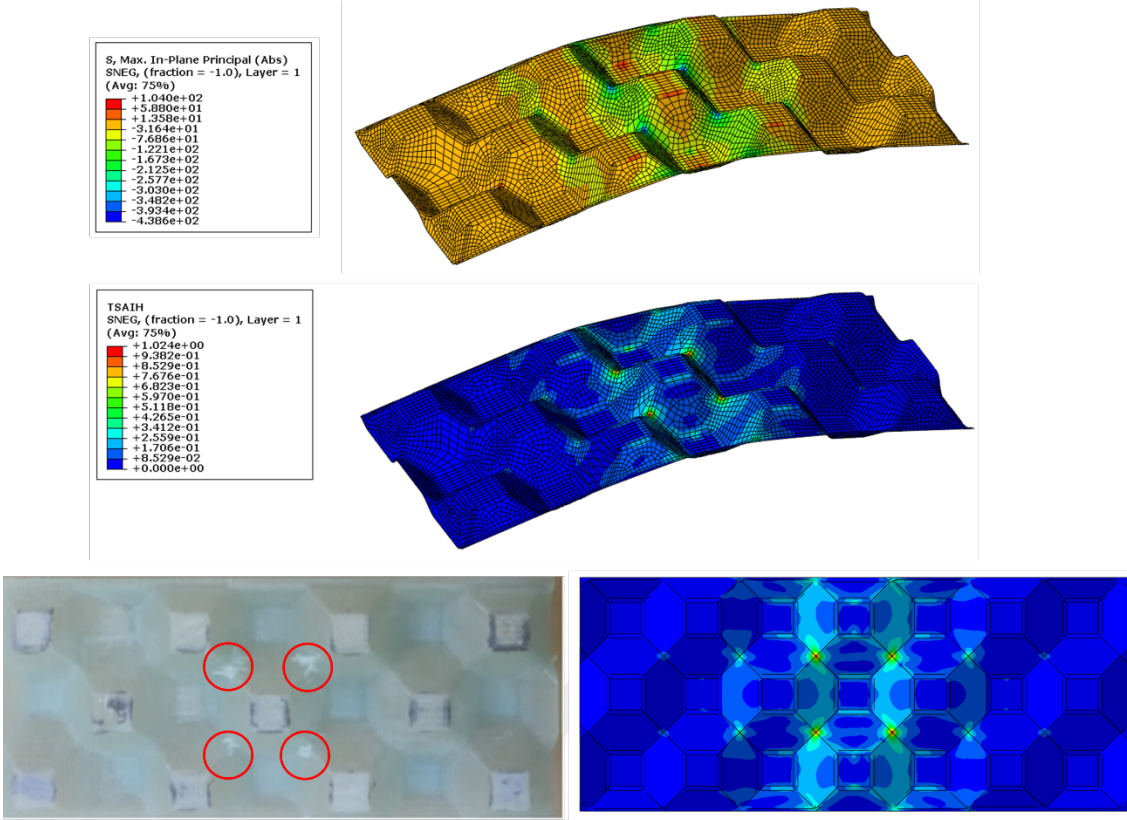 S, Max. In-Plane Principal (Abs)
SNEG, (fraction = -1.0), Layer = 1
(Avg: 75%)
+1.040e+02
+5.880e+01
+1.358e+01
-3.164e+01
-7.686e+01
-1.221e+02
-1.673e+02
-2.125e+02
-2.577e+02
-3.030e+02
-3.482e+02
-3.934e+02
-4.386e+02
TSAIH
SNEG, (fraction = -1.0), Layer = 1
(Avg: 75%)
+1.024e+00
+9.382e-01
+8.529e-01
+7.676e-01
+6.823e-01
+5.970e-01
+5.118e-01
+4.265e-01
+3.412e-01
+2.559e-01
+1.706e-01
+8.529e-02
+0.000e+00